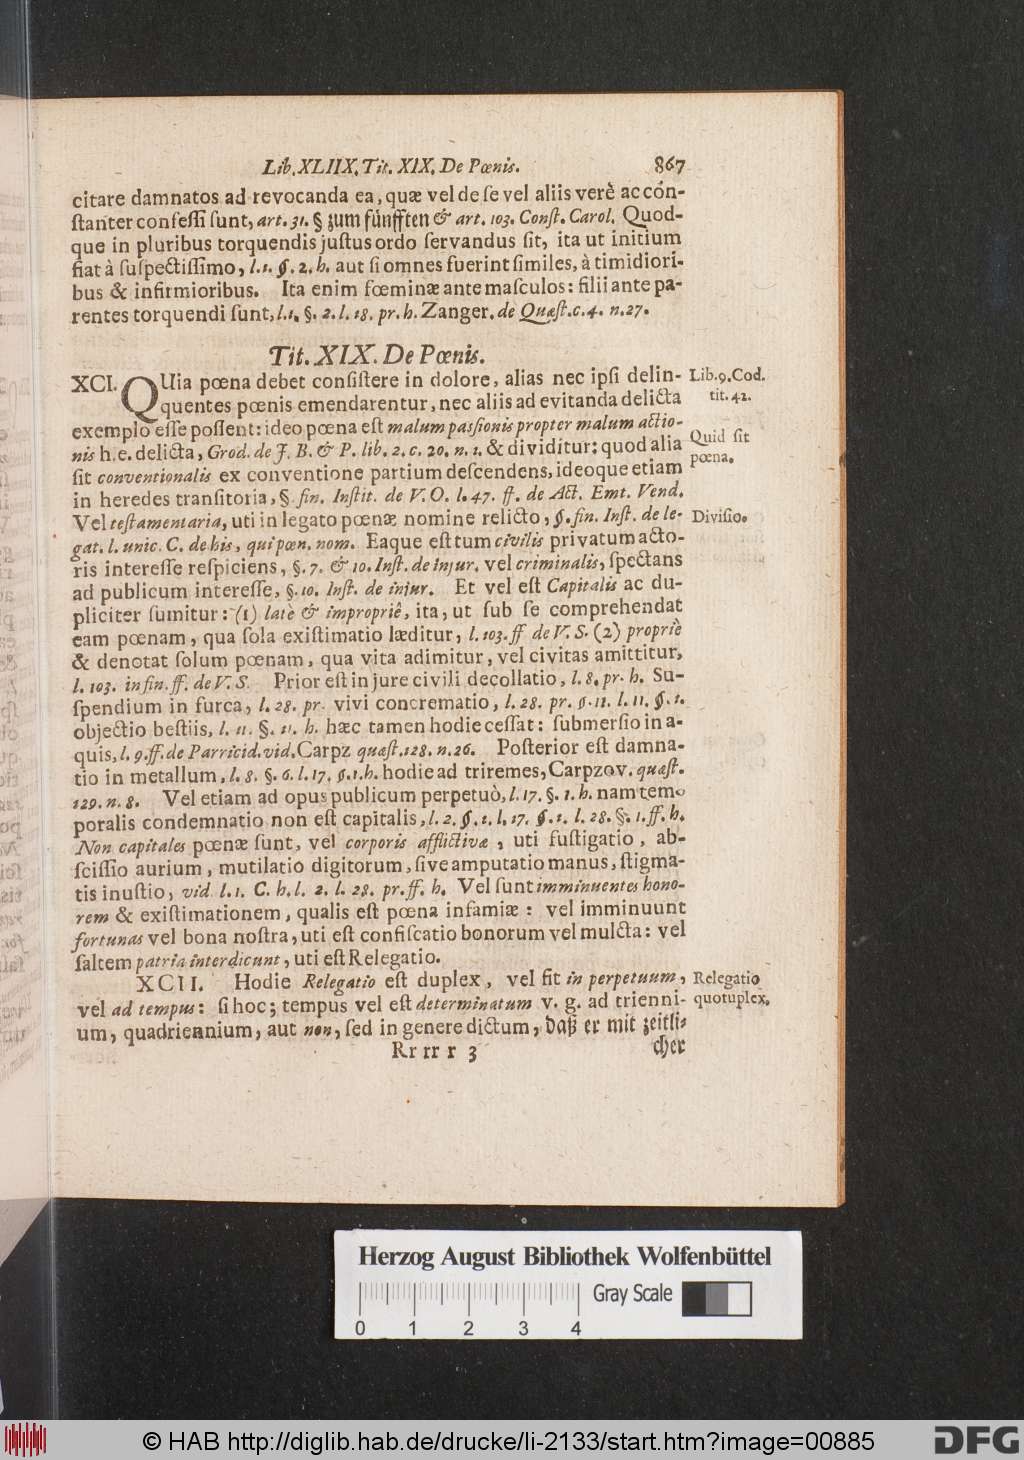 Lib. XLIIX. Tit. XIX. De Pœnis. 867
citare damnatos ad revocanda ea, quæ vel de ſe vel aliis verè ac cón-
ſtanter confeſſi ſunt, art. 31. § zum fünfften & art. 103. Conſt. Carol. Quod-
que in pluribus torquendis juſtus ordo ſervandus ſit, ita ut initium
fiat à ſuſpectiſſimo, l. 1. §. 2. h. aut ſi omnes fuerint ſimiles, à timidiori-
bus & infirmioribus. Ita enim fœminæ ante maſculos: filii ante pa-
rentes torquendi ſunt, l. 1. §. 2. l. 18. pr. h. Zanger. de Quæſt. c. 4. n. 27.
Tit. XIX. De Pœnis.
XCI. QUia pœna debet conſiſtere in dolore, alias nec ipſi delin-
Lib. 9. Cod.
quentes pœnis emendarentur, nec aliis ad evitanda delicta
tit. 42.
exemplo eſſe poſſent: ideo pœna eſt malum paſſionis propter malum actio-
Quid ſit
nis h. e. delicta, Grod. de J. B. & P. lib. 2. c. 20. n. 1. & dividitur; quod alia
pœna.
ſit conventionalis ex conventione partium deſcendens, ideoque etiam
in heredes tranſitoria, §. fin. Inſtit. de V. O. l. 47. ff. de Act. Emt. Vend.
Vel teſtamentaria, uti in legato pœnæ nomine relicto, §. fin. Inſt. de le-
Diviſio.
gat. l. unic. C. de his, qui pœn. nom. Eaque eſt tum civilis privatum acto-
ris intereſſe reſpiciens, §. 7. & 10. Inſt. de injur. vel criminalis, ſpectans
ad publicum intereſſe, §. 10. Inſt. de injur. Et vel eſt Capitalis ac du-
pliciter ſumitur: (1) latè & impropriê, ita, ut ſub ſe comprehendat
eam pœnam, qua ſola exiſtimatio læditur, l. 103. ff de V. S. (2) propriè
& denotat ſolum pœnam, qua vita adimitur, vel civitas amittitur,
l. 103. in fin. ff. de V. S. Prior eſt in jure civili decollatio, l. 8. pr. h. Su-
ſpendium in furca, l. 28. pr. vivi concrematio, l. 28. pr. §. 11. l. 11. §. 1.
objectio beſtiis, l. 11. §. 11. h. hæc tamen hodie ceſſat: ſubmerſio in a-
quis, l. 9. ff. de Parricid. vid. Carpz quæſt. 128. n. 26. Poſterior eſt damna-
tio in metallum, l. 8. §. 6. l. 17. §. 1. h. hodie ad triremes, Carpzov. quæſt.
129. n. 8. Vel etiam ad opus publicum perpetuò, l. 17. §. 1. h. nam tem-
poralis condemnatio non eſt capitalis, l. 2. §. 1. l. 17. §. 1. l. 28. §. 1. ff. h.
Non capitales pœnæ ſunt, vel corporis afflictivæ, uti fuſtigatio, ab-
ſciſſio aurium, mutilatio digitorum, ſive amputatio manus, ſtigma-
tis inuſtio, vid l. 1. C. h. l. 2. l. 28. pr. ff. h. Vel ſunt imminuentes hono-
rem & exiſtimationem, qualis eſt pœna infamiæ: vel imminuunt
fortunas vel bona noſtra, uti eſt confiſcatio bonorum vel mulcta: vel
ſaltem patria interdicunt, uti eſt Relegatio.
XCII. Hodie Relegatio eſt duplex, vel fit in perpetuum,
Relegatio
vel ad tempus: ſi hoc; tempus vel eſt determinatum v. g. ad trienni-
quotuplex.
um, quadriennium, aut non, ſed in genere dictum, daß er mit zeitli-
Rr rr r 3 cher
Herzog August Bibliothek Wolfenbüttel
Gray Scale
0 1 2 3 4
© HAB http://diglib.hab.de/drucke/li-2133/start.htm?image=00885
DFG